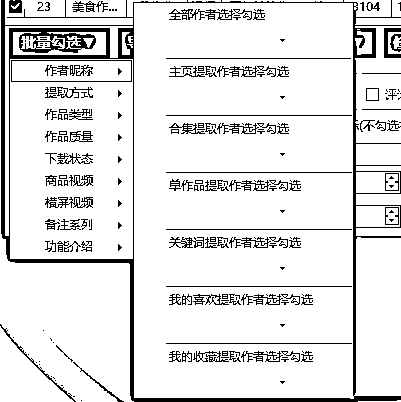 23 美食作... 3104 1
批量勾选▼
作者昵称
提取方式
作品类型
作品质量
下载状态
商品视频
横屏视频
备注系列
功能介绍
全部作者选择勾选
主页提取作者选择勾选
合集提取作者选择勾选
单作品提取作者选择勾选
关键词提取作者选择勾选
我的喜欢提取作者选择勾选
我的收藏提取作者选择勾选
(不勾选